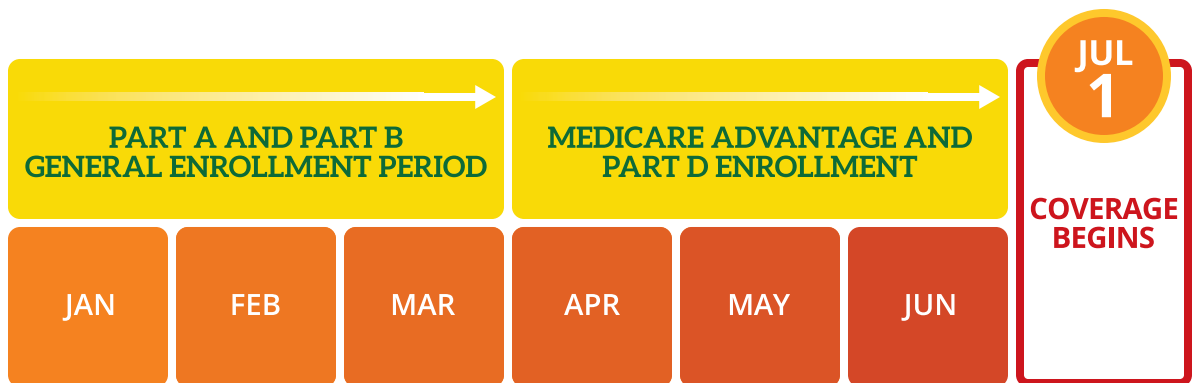 PART A AND PART B
GENERAL ENROLLMENT PERIOD
MEDICARE ADVANTAGE AND
PART D ENROLLMENT
JUL
1
COVERAGE
BEGINS
JAN
FEB
MAR
APR
MAY
JUN